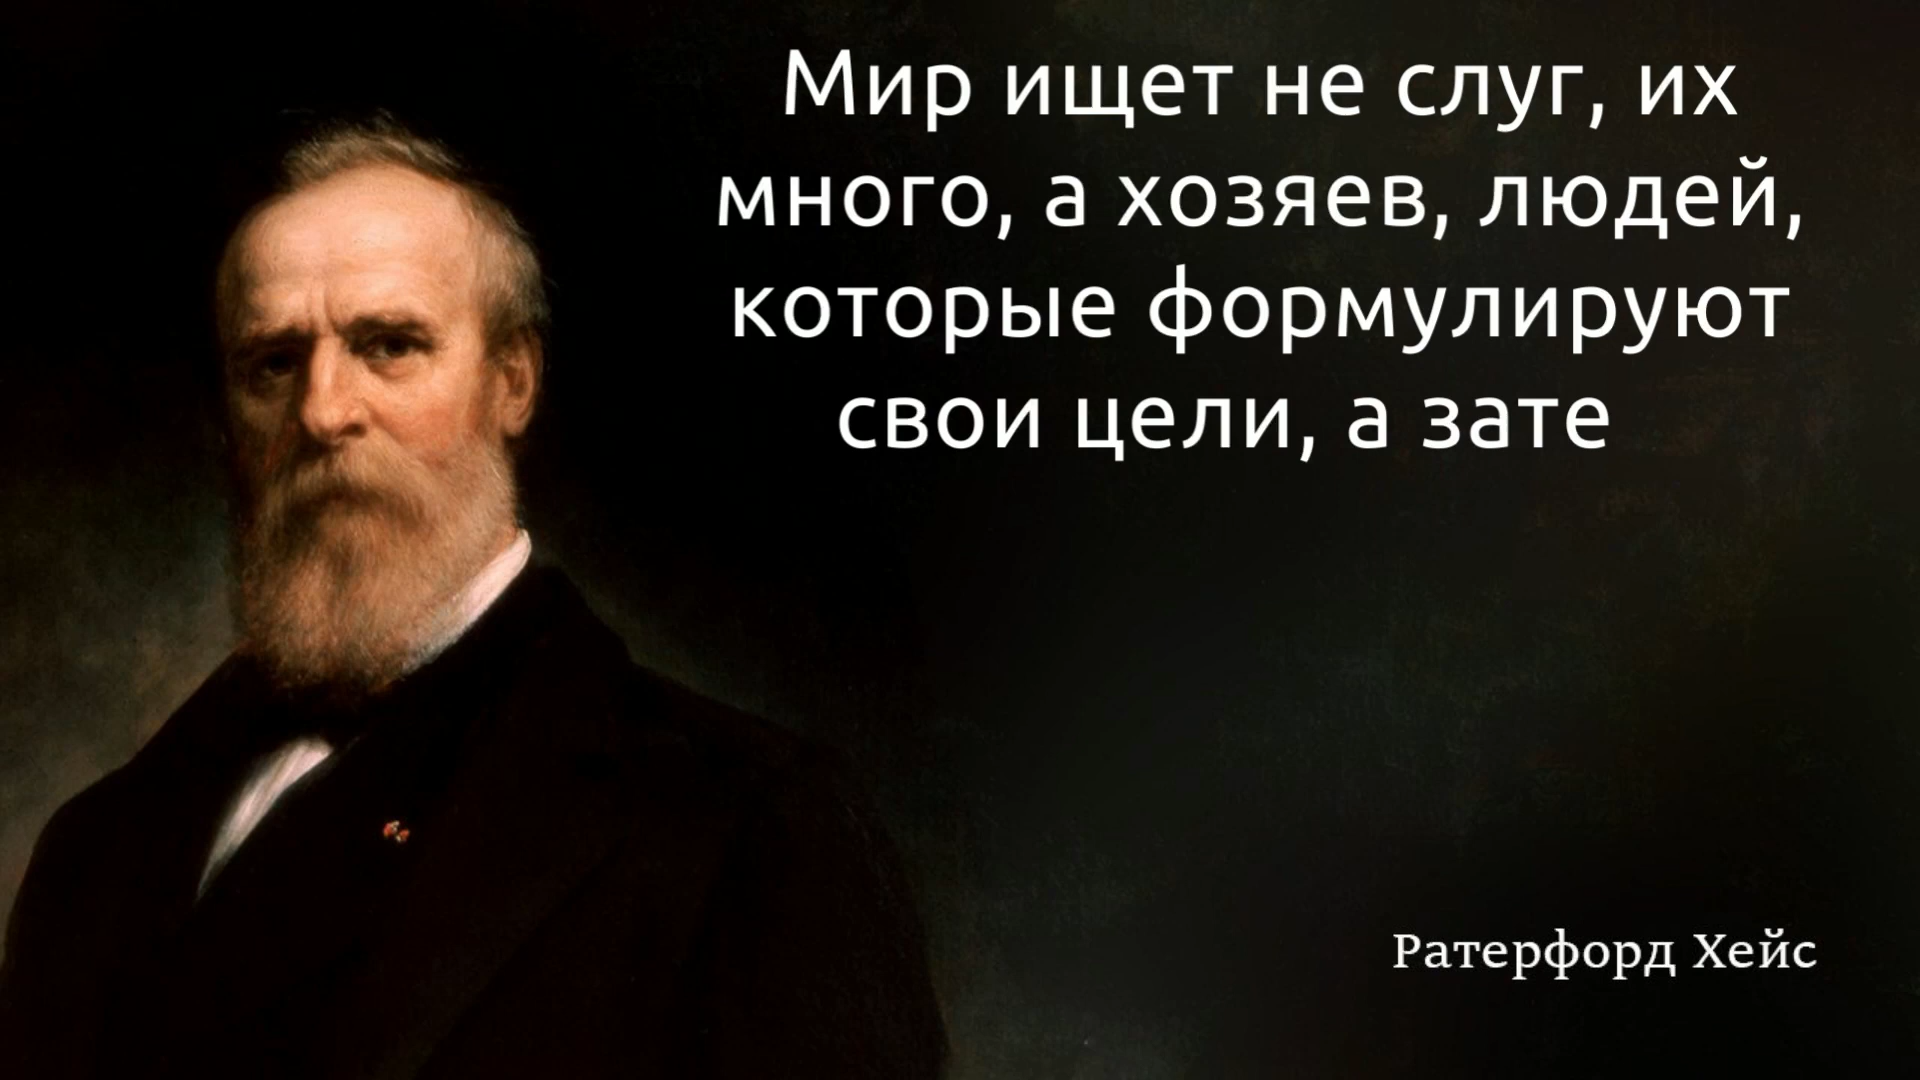 Мир ищет не слуг, их
много, а хозяев, людей,
которые формулируют
свои цели, а зате
Ратерфорд Хейс